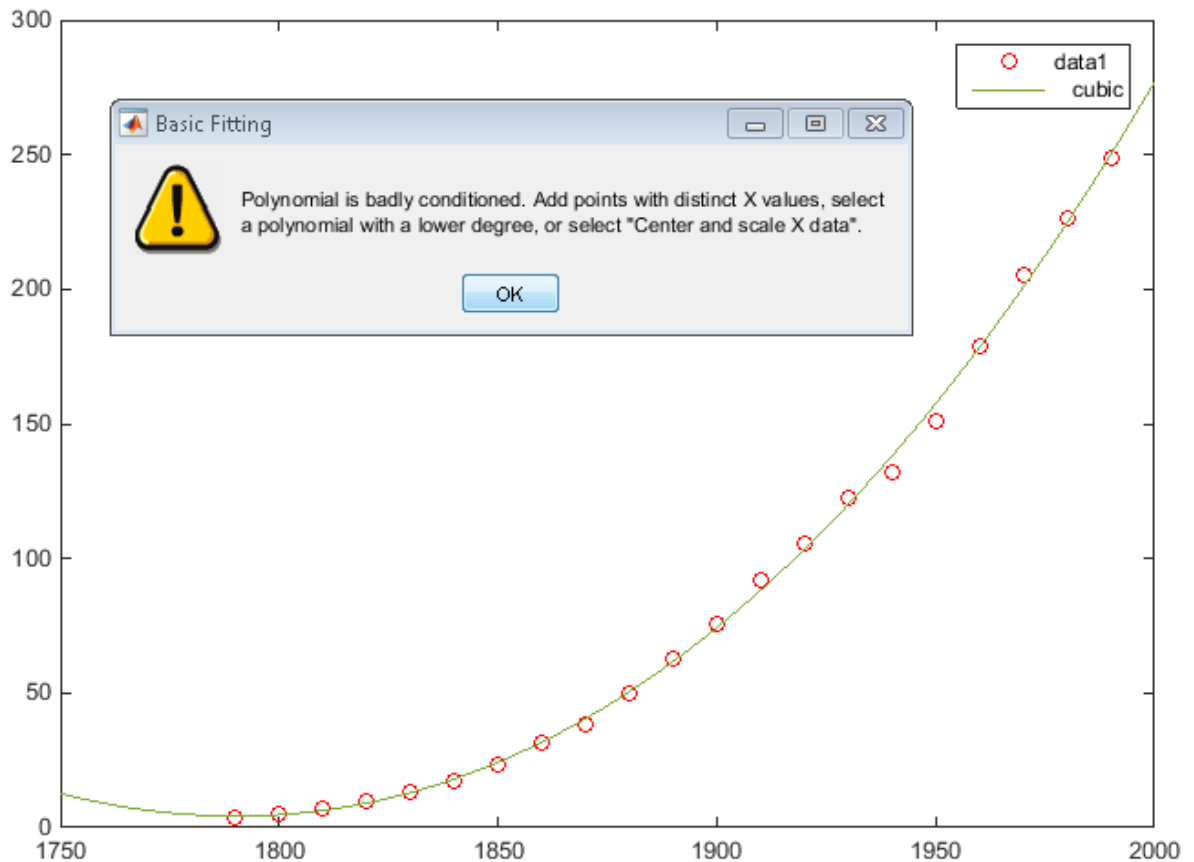 300
data1
cubic
Basic Fitting
250
Polynomial is badly conditioned. Add points with distinct X values, select
a polynomial with a lower degree, or select "Center and scale X data".
OK
200
150
100
50
0
1750 1800 1850 1900 1950 2000